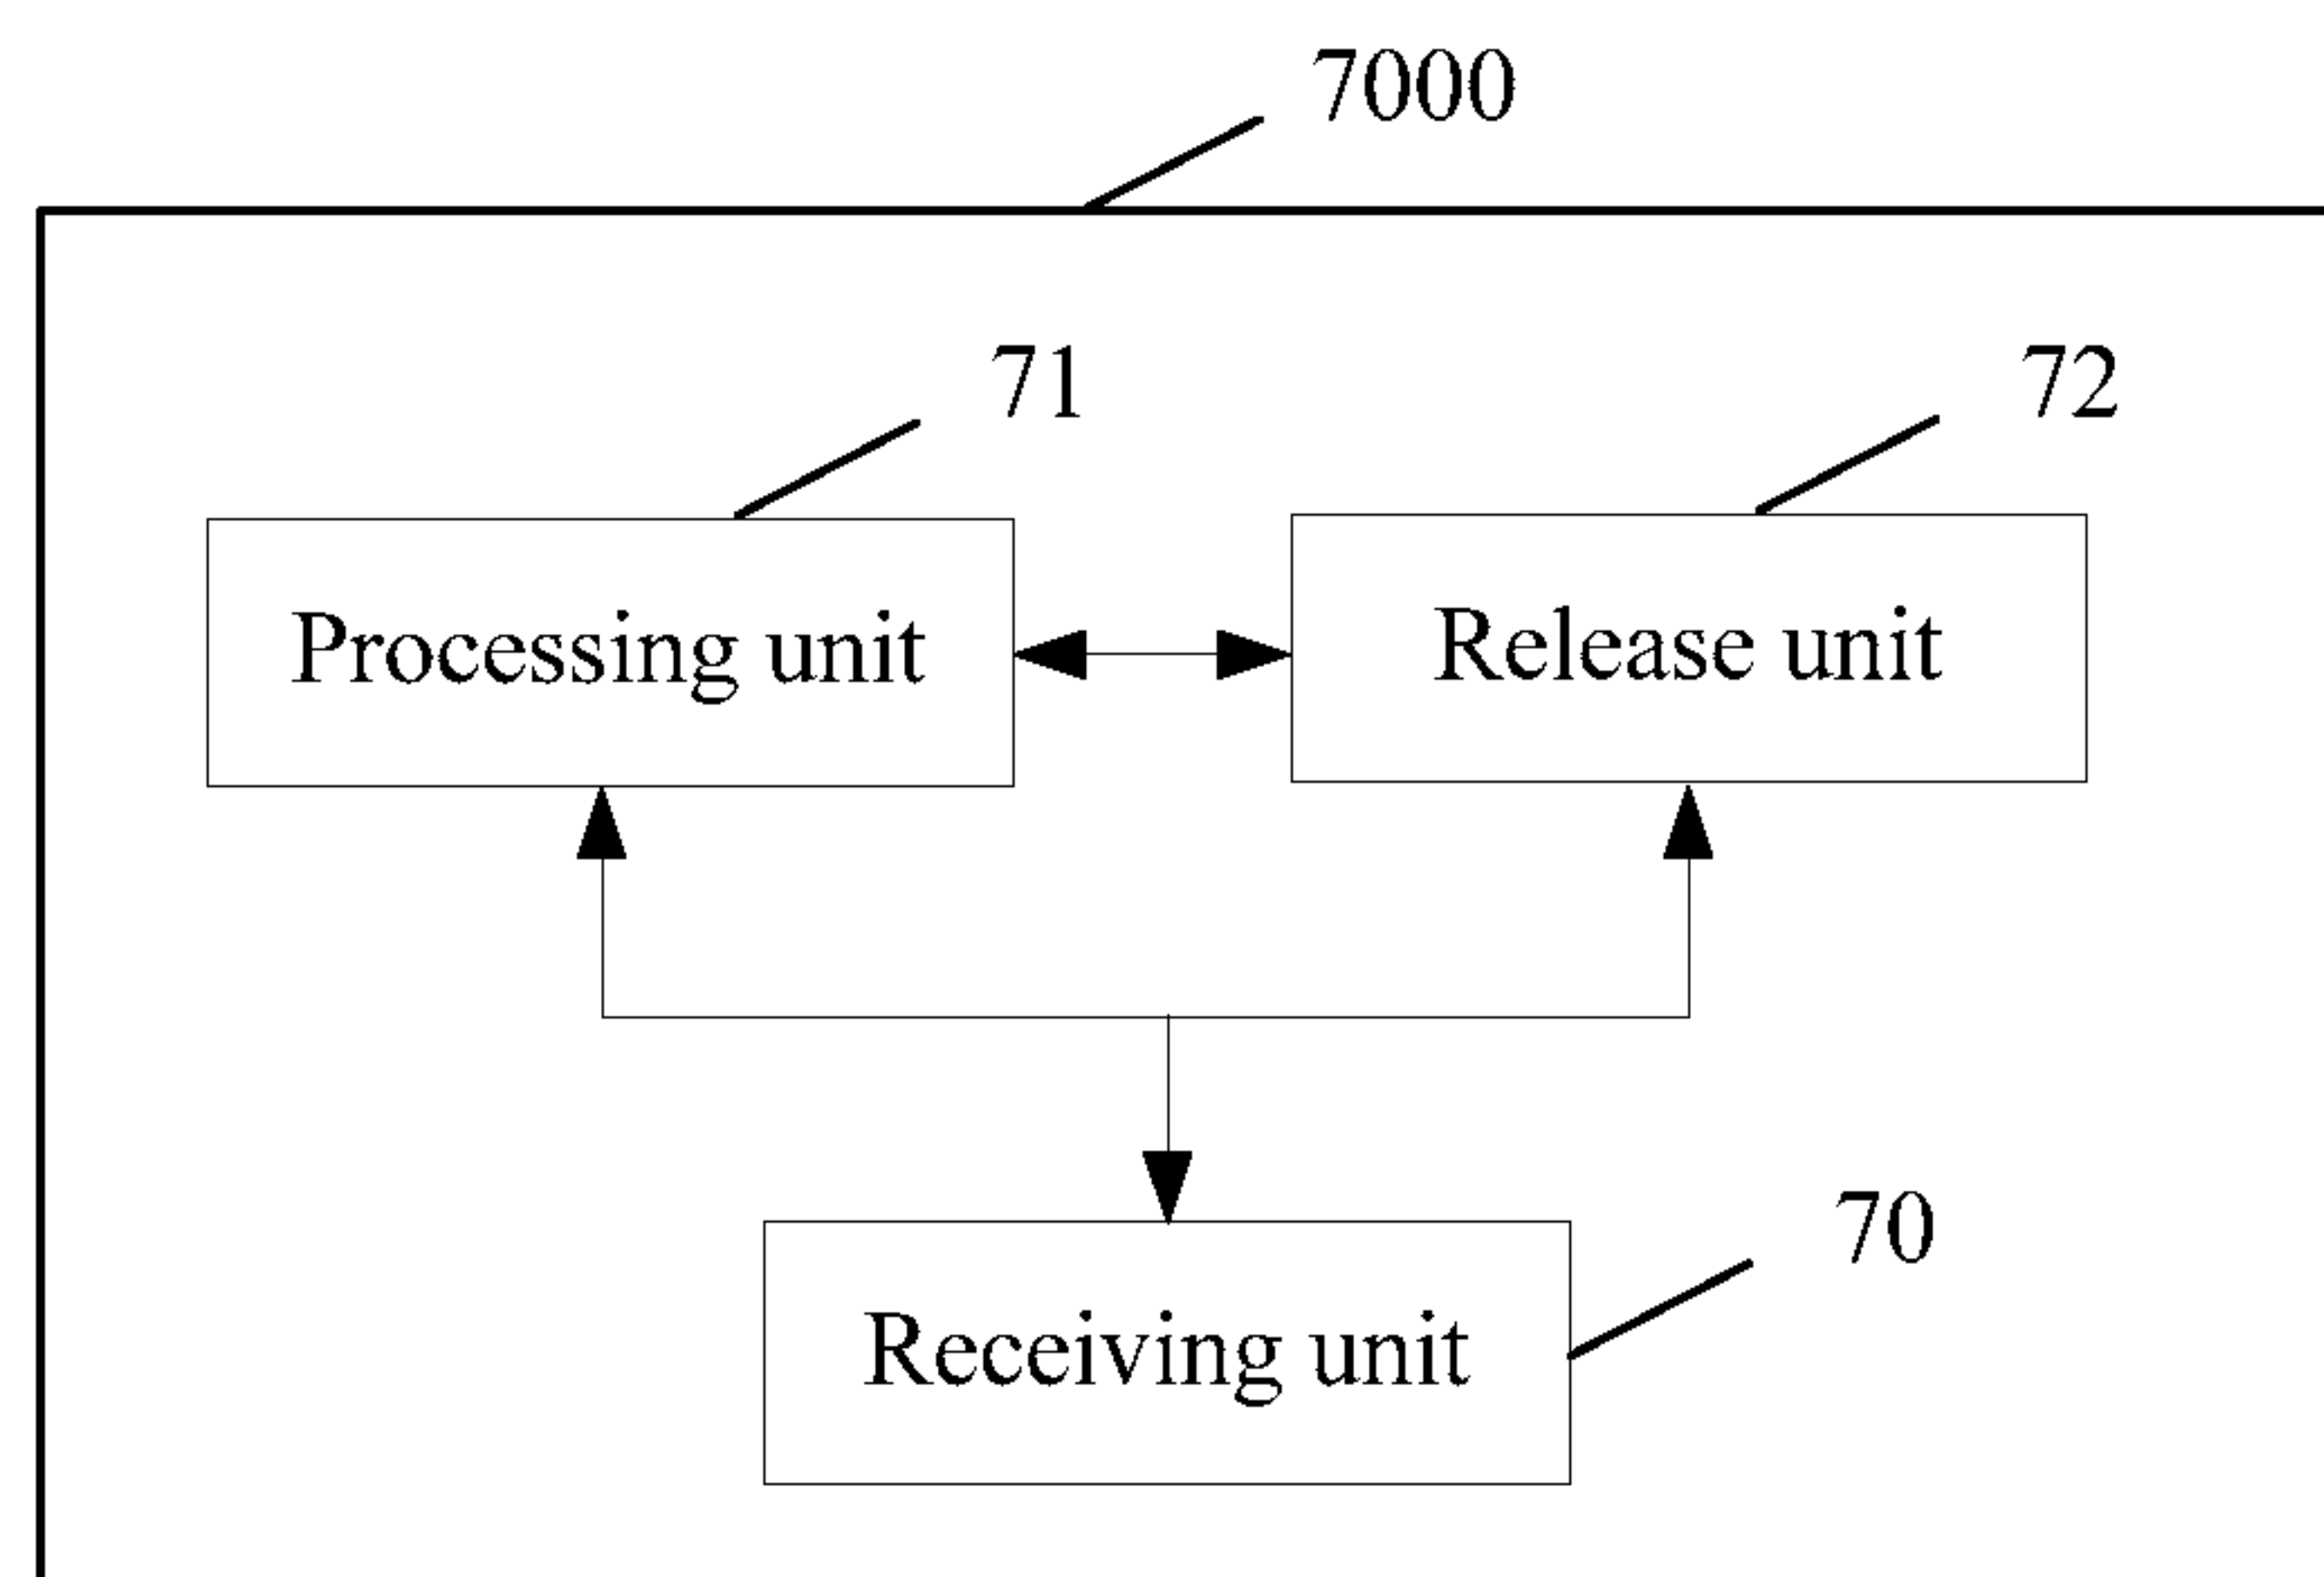 7000
71
72
Processing unit
Release unit
70
Receiving unit